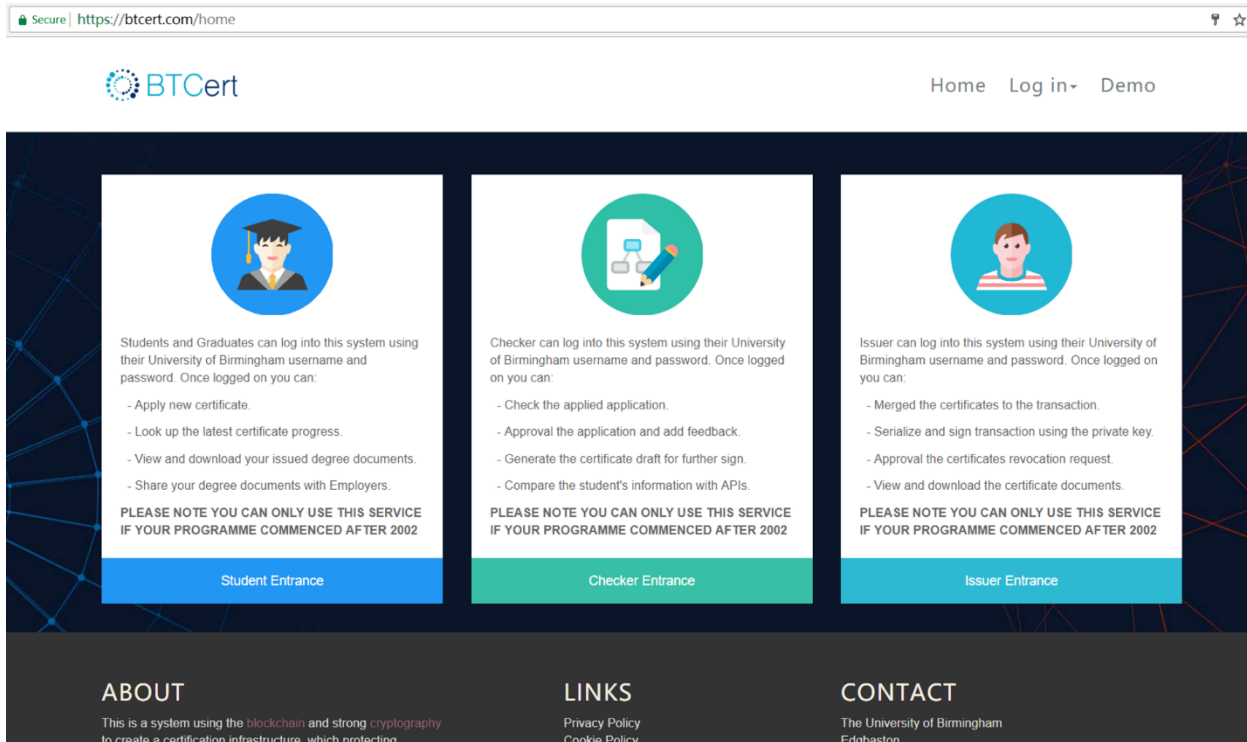 Secure https://btcert.com/home
BTCert
Home Log in Demo
Students and Graduates can log into this system using
their University of Birmingham username and
password. Once logged on you can:
- Apply new certificate.
- Look up the latest certificate progress.
- View and download your issued degree documents.
- Share your degree documents with Employers.
PLEASE NOTE YOU CAN ONLY USE THIS SERVICE
IF YOUR PROGRAMME COMMENCED AFTER 2002
Student Entrance
Checker can log into this system using their University
of Birmingham username and password. Once logged
on you can:
- Check the applied application.
- Approval the application and add feedback.
- Generate the certificate draft for further sign.
- Compare the student's information with APIs.
PLEASE NOTE YOU CAN ONLY USE THIS SERVICE
IF YOUR PROGRAMME COMMENCED AFTER 2002
Checker Entrance
Issuer can log into this system using their University of
Birmingham username and password. Once logged on
you can:
- Merged the certificates to the transaction.
- Serialize and sign transaction using the private key.
- Approval the certificates revocation request.
- View and download the certificate documents.
PLEASE NOTE YOU CAN ONLY USE THIS SERVICE
IF YOUR PROGRAMME COMMENCED AFTER 2002
Issuer Entrance
ABOUT
This is a system using the blockchain and strong cryptography
to create a certification infrastructure, which protecting
LINKS
Privacy Policy
Cookie Policy
CONTACT
The University of Birmingham
Edgbaston